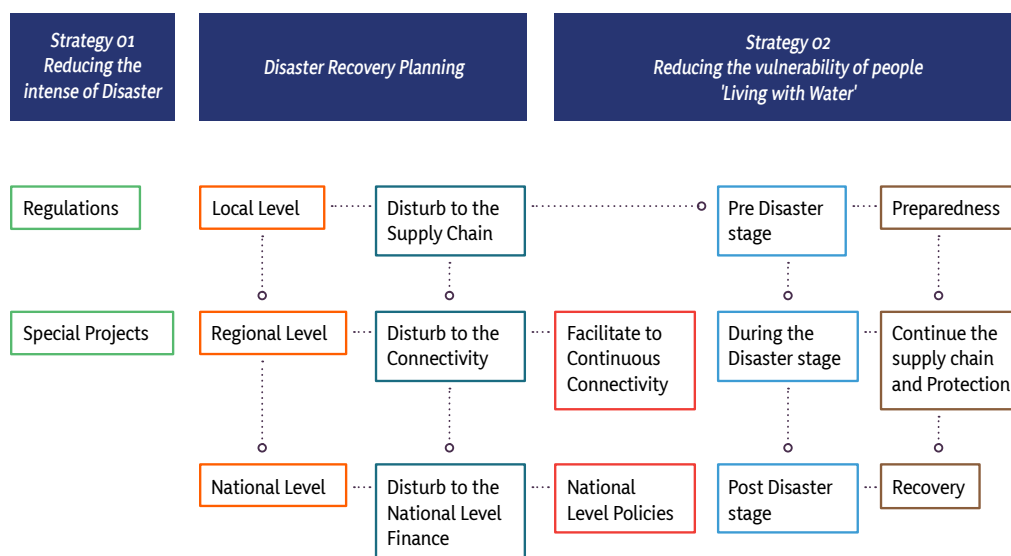 Strategy 01
Reducing the
intense of Disaster
Disaster Recovery Planning
Strategy 02
Reducing the vulnerability of people
'Living with Water'
Regulations
Local Level
Disturb to the
Supply Chain
Pre Disaster
stage
Preparedness
Special Projects
Regional Level
Disturb to the
Connectivity
Facilitate to
Continuous
Connectivity
During the
Disaster stage
Continue the
supply chain
and Protection
National Level
Disturb to the
National Level
Finance
National
Level Policies
Post Disaster
stage
Recovery